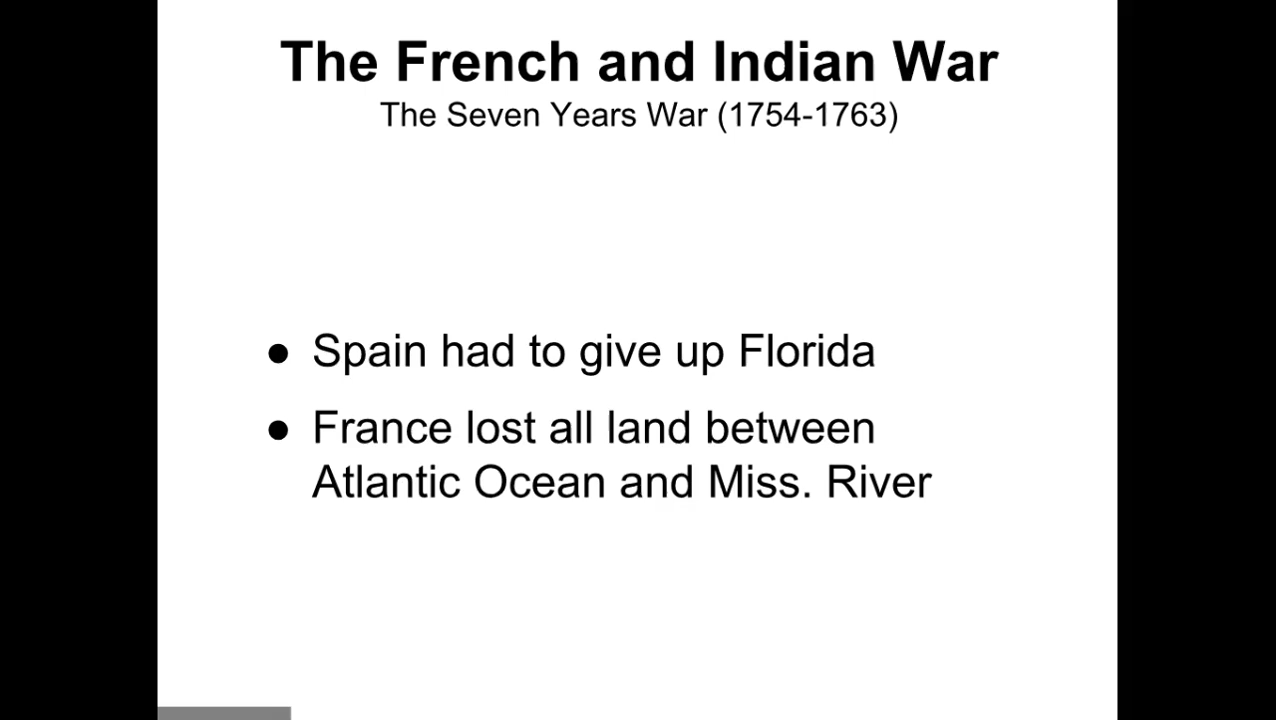 The French and Indian War
The Seven Years War (1754-1763)
● Spain had to give up Florida
● France lost all land between
Atlantic Ocean and Miss. River